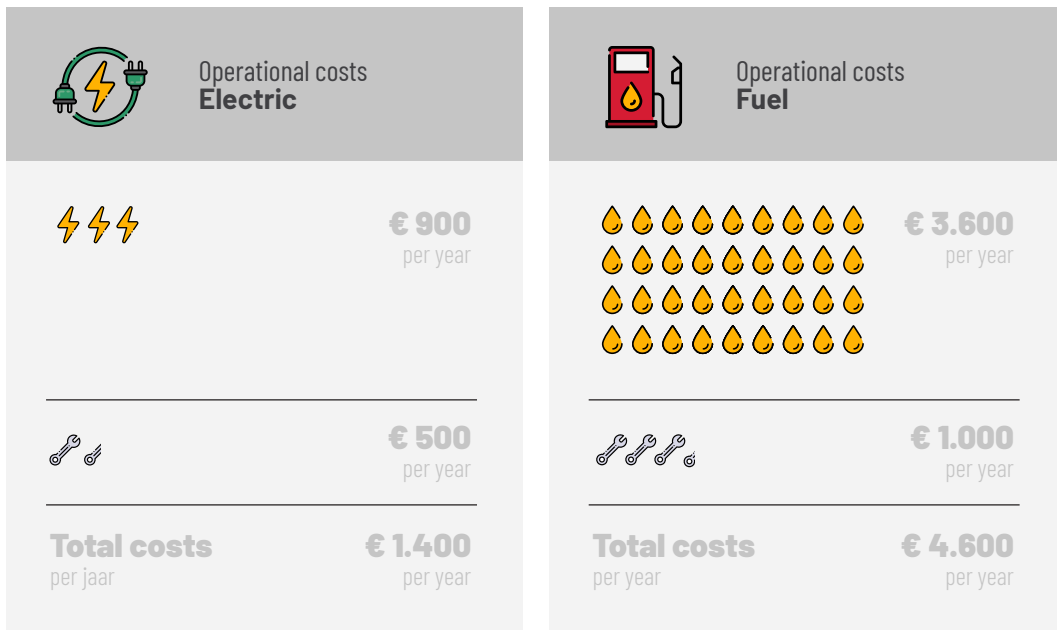 Operational costs
Electric
€ 900
per year
€ 500
per year
Total costs
€ 1.400
per jaar
per year
Operational costs
Fuel
€ 3.600
per year
€ 1.000
per year
Total costs
€ 4.600
per year
per year